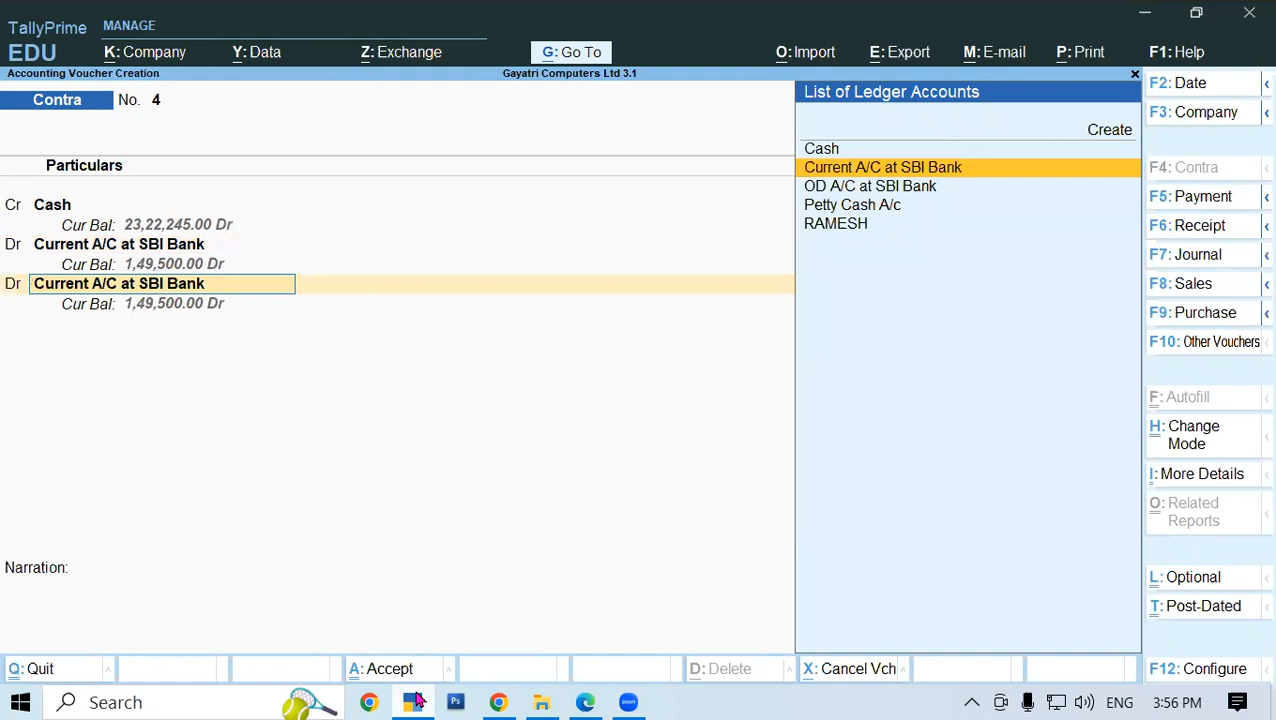 TallyPrime
EDU
MANAGE
K: Company
Y: Data
Z: Exchange
G: Go To
O: Import
E: Export
M: E-mail
P: Print
F1: Help
Accounting Voucher Creation
Gayatri Computers Ltd 3.1
Contra
No. 4
Particulars
Cr Cash
Cur Bal: 23,22,245.00 Dr
Dr Current A/C at SBI Bank
Cur Bal: 1,49,500.00 Dr
Dr Current A/C at SBI Bank
Cur Bal: 1,49,500.00 Dr
Narration:
List of Ledger Accounts
Create
Cash
Current A/C at SBI Bank
OD A/C at SBI Bank
Petty Cash A/c
RAMESH
F2: Date
F3: Company
F4: Contra
F5: Payment
F6: Receipt
F7: Journal
F8: Sales
F9: Purchase
F10: Other Vouchers
F: Autofill
H: Change
Mode
I: More Details
O: Related
Reports
L: Optional
T: Post-Dated
Q: Quit
A: Accept
D: Delete
X: Cancel Vch
F12: Configure
Search
Ps
zoom
ENG
3:56 PM